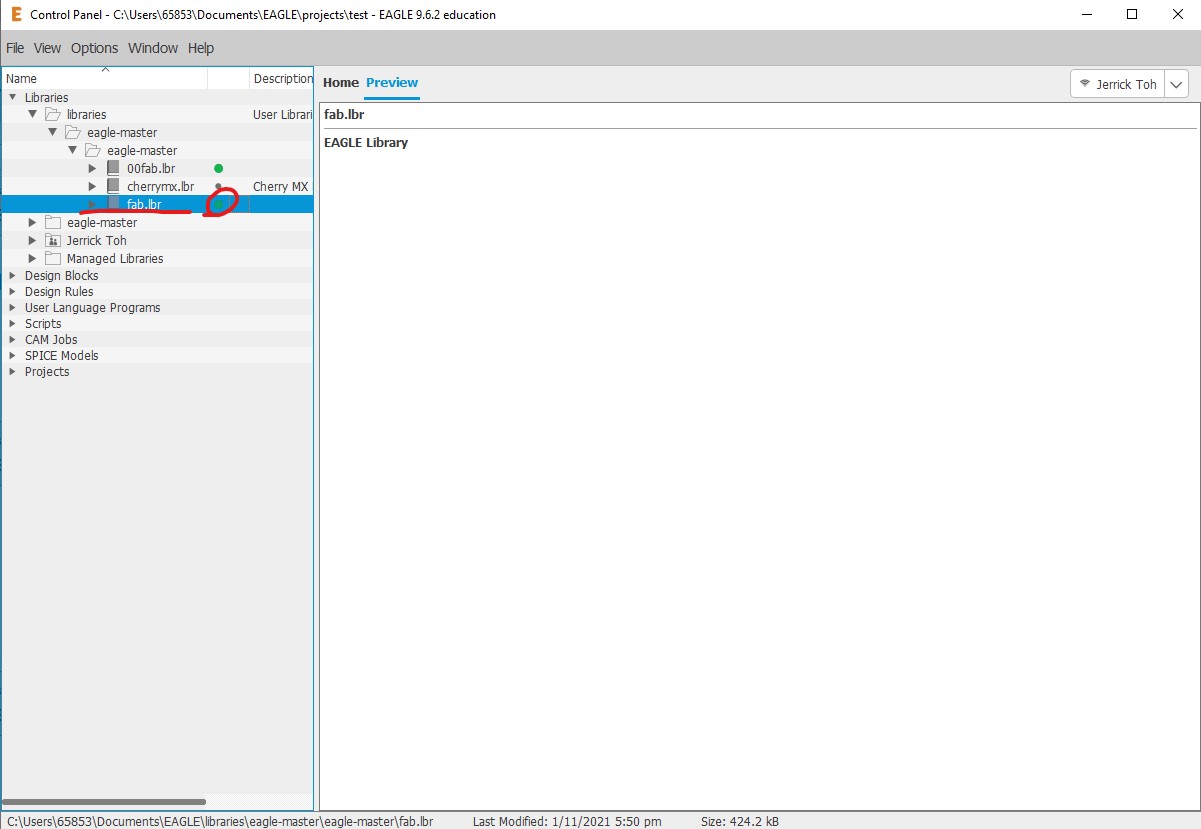 Control Panel - C:\Users\65853\Documents\EAGLE\projects\test - EAGLE 9.6.2 education
File View Options Window Help
Name Description
Libraries
libraries User Librari
eagle-master
eagle-master
00fab.lbr
cherrymx.lbr Cherry MX
fab.lbr
eagle-master
Jerrick Toh
Managed Libraries
Design Blocks
Design Rules
User Language Programs
Scripts
CAM Jobs
SPICE Models
Projects
Home Preview
Jerrick Toh
fab.lbr
EAGLE Library
C:\Users\65853\Documents\EAGLE\libraries\eagle-master\eagle-master\fab.lbr Last Modified: 1/11/2021 5:50 pm Size: 424.2 kB